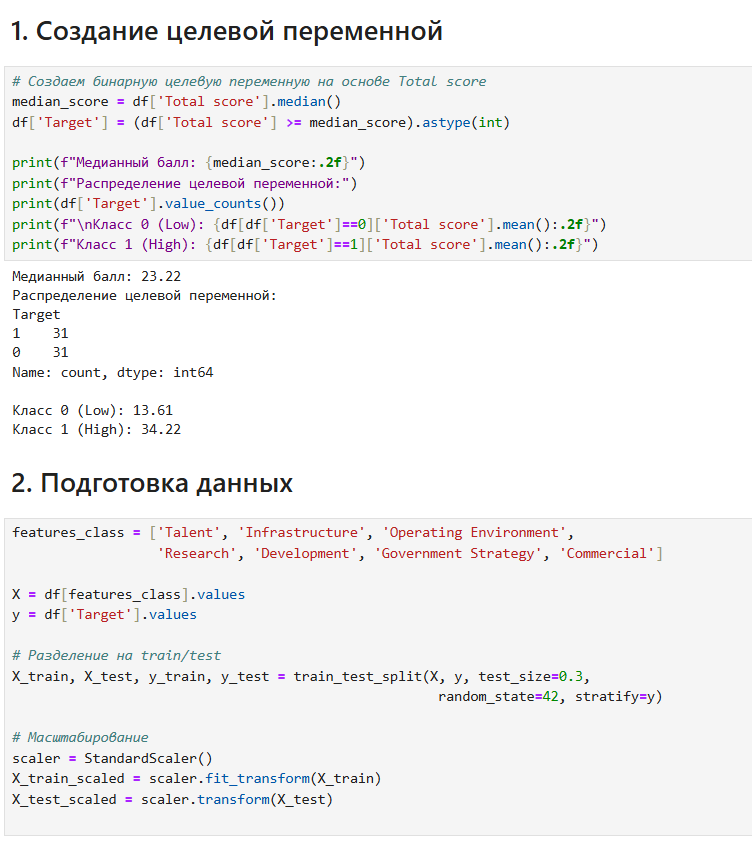 1. Создание целевой переменной
# Создаем бинарную целевую переменную на основе Total score
median_score = df['Total score'].median()
df['Target'] = (df['Total score'] >= median_score).astype(int)
print(f"Медианный балл: {median_score:.2f}")
print(f"Распределение целевой переменной:")
print(df['Target'].value_counts())
print(f"\nКласс 0 (Low): {df[df['Target']==0]['Total score'].mean():.2f}")
print(f"Класс 1 (High): {df[df['Target']==1]['Total score'].mean():.2f}")
Медианный балл: 23.22
Распределение целевой переменной:
Target
1    31
0    31
Name: count, dtype: int64
Класс 0 (Low): 13.61
Класс 1 (High): 34.22
2. Подготовка данных
features_class = ['Talent', 'Infrastructure', 'Operating Environment',
'Research', 'Development', 'Government Strategy', 'Commercial']
X = df[features_class].values
y = df['Target'].values
# Разделение на train/test
X_train, X_test, y_train, y_test = train_test_split(X, y, test_size=0.3,
random_state=42, stratify=y)
# Масштабирование
scaler = StandardScaler()
X_train_scaled = scaler.fit_transform(X_train)
X_test_scaled = scaler.transform(X_test)